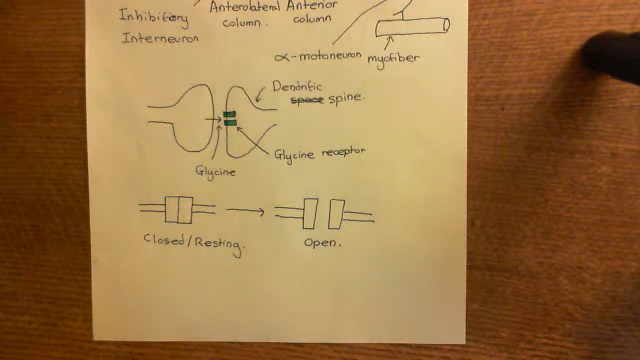 Inhibitory
Interneuron
Anterolateral
column.
Anterior
column
α-motoneuron
myofiber
Dendritic
space spine.
Glycine receptor
Glycine
Closed/Resting.
Open.